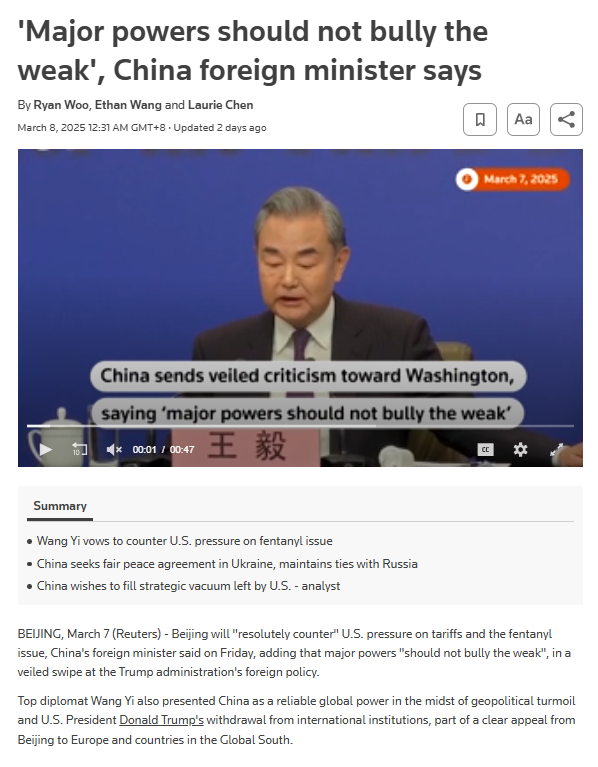 'Major powers should not bully the
weak', China foreign minister says
By Ryan Woo, Ethan Wang and Laurie Chen
March 8, 2025 12:31 AM GMT+8 · Updated 2 days ago
Aa
March 7, 2025
China sends veiled criticism toward Washington,
saying 'major powers should not bully the weak'
10
00:01 / 00:47
CC
王 毅
Summary
• Wang Yi vows to counter U.S. pressure on fentanyl issue
• China seeks fair peace agreement in Ukraine, maintains ties with Russia
• China wishes to fill strategic vacuum left by U.S. - analyst
BEIJING, March 7 (Reuters) - Beijing will "resolutely counter" U.S. pressure on tariffs and the fentanyl
issue, China's foreign minister said on Friday, adding that major powers "should not bully the weak", in a
veiled swipe at the Trump administration's foreign policy.
Top diplomat Wang Yi also presented China as a reliable global power in the midst of geopolitical turmoil
and U.S. President Donald Trump's withdrawal from international institutions, part of a clear appeal from
Beijing to Europe and countries in the Global South.